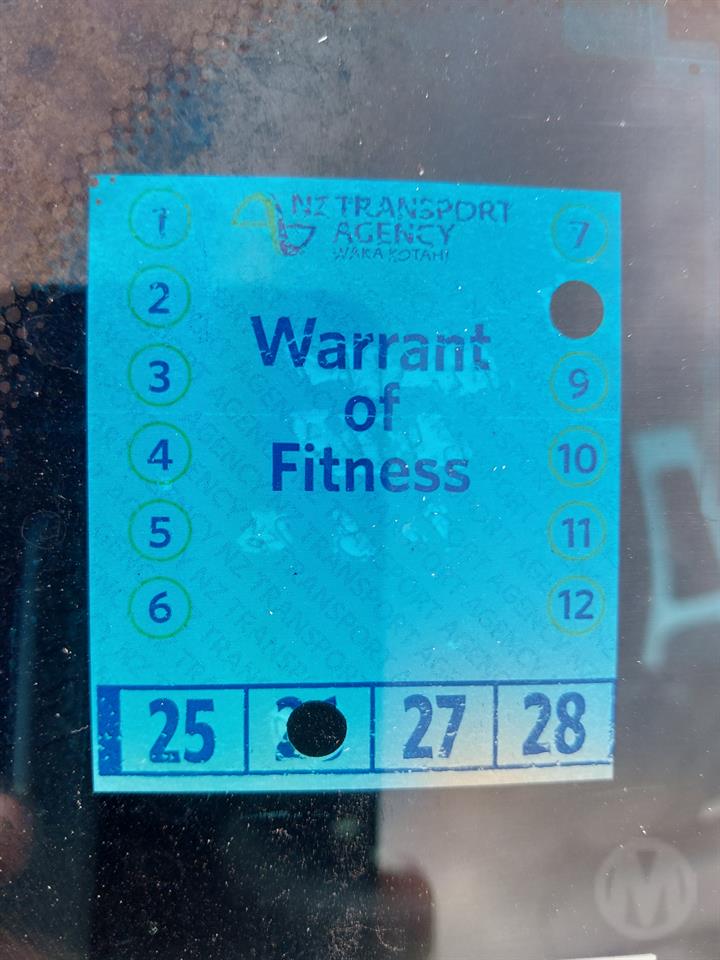 NZ TRANSPORT
AGENCY
WAKA KOTAHI
1
7
2
Warrant
of
Fitness
3
9
4
10
5
11
6
12
25
27
28
M